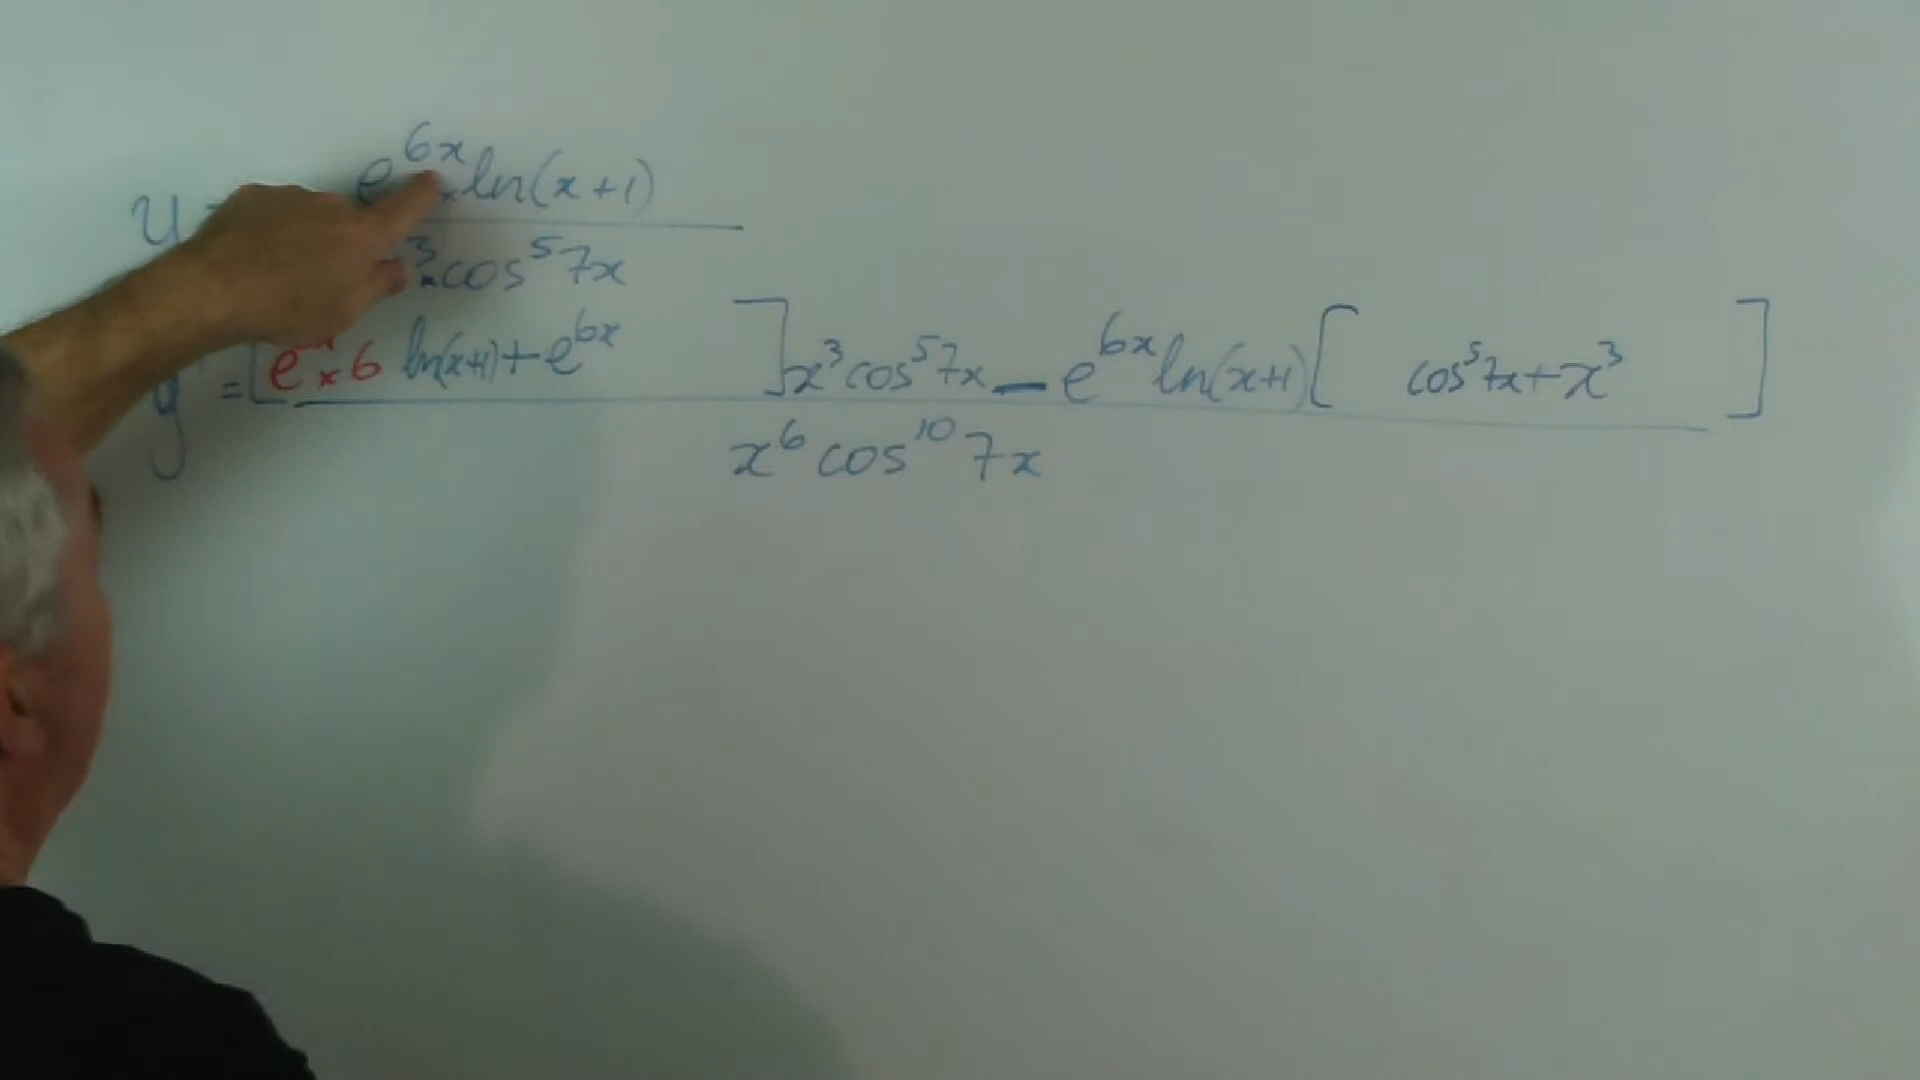 y = e^6x × ln(x+1)
3 × cos^5 7x
y = [e × 6 ln(x+1) + e^6x ] x^3 cos^5 7x − e^6x ln(x+1) [ cos^5 7x + x^3 ]
x^6 cos^10 7x